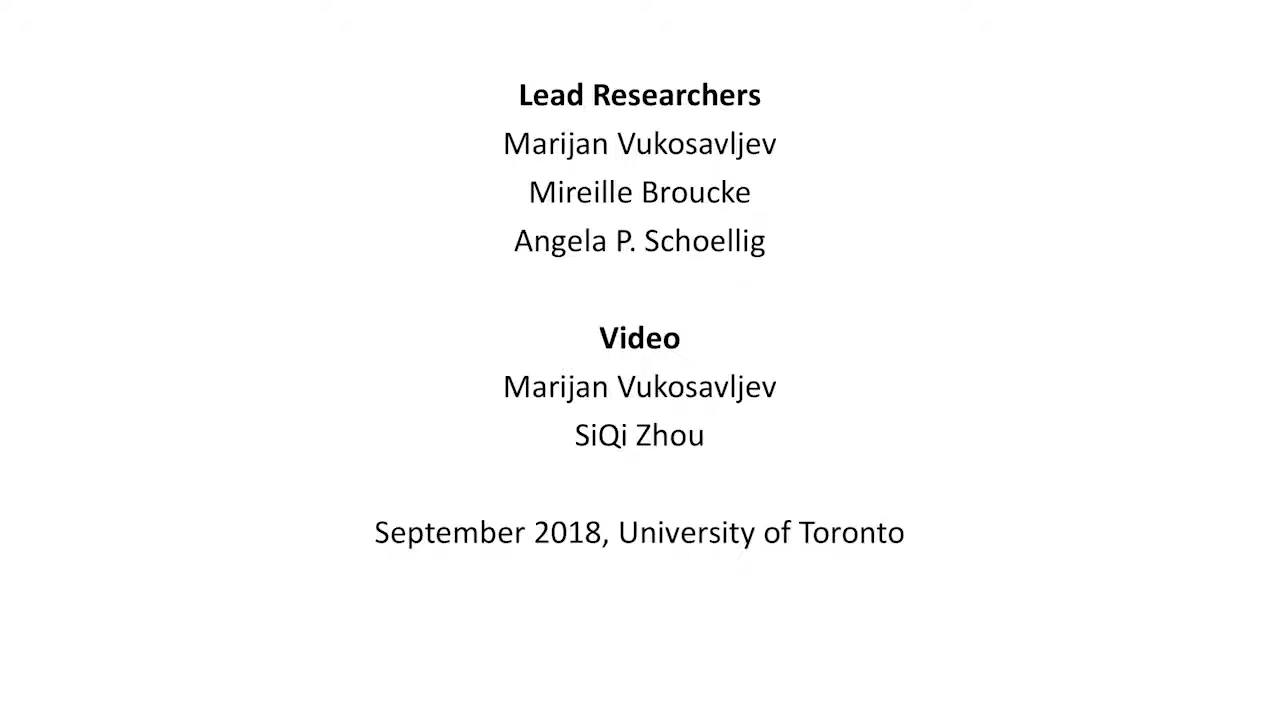 Lead Researchers
Marijan Vukosavljev
Mireille Broucke
Angela P. Schoellig
Video
Marijan Vukosavljev
SiQi Zhou
September 2018, University of Toronto